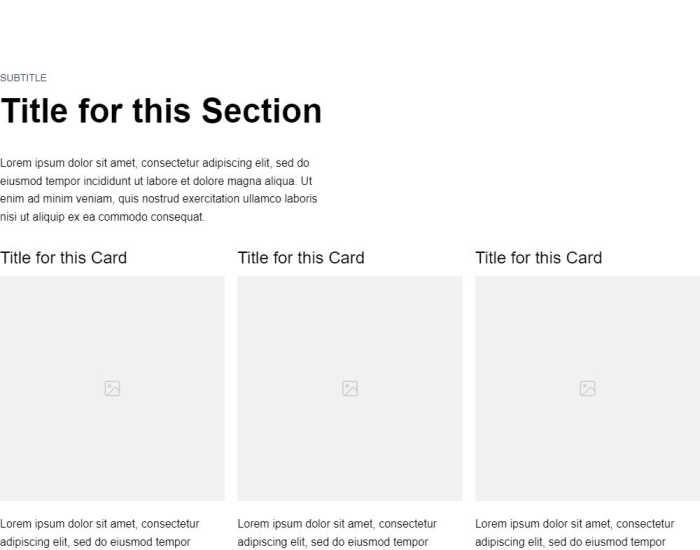 SUBTITLE
Title for this Section
Lorem ipsum dolor sit amet, consectetur adipiscing elit, sed do
eiusmod tempor incididunt ut labore et dolore magna aliqua. Ut
enim ad minim veniam, quis nostrud exercitation ullamco laboris
nisi ut aliquip ex ea commodo consequat.
Title for this Card
Title for this Card
Title for this Card
Lorem ipsum dolor sit amet, consectetur
adipiscing elit, sed do eiusmod tempor
Lorem ipsum dolor sit amet, consectetur
adipiscing elit, sed do eiusmod tempor
Lorem ipsum dolor sit amet, consectetur
adipiscing elit, sed do eiusmod tempor